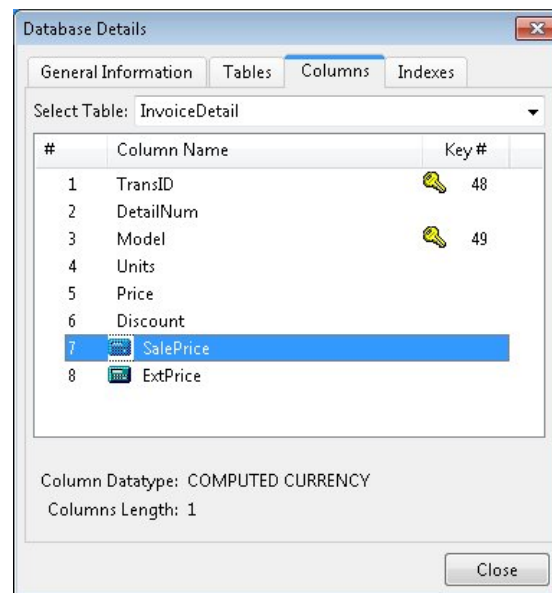 Database Details
General Information Tables Columns Indexes
Select Table: InvoiceDetail
# Column Name Key #
1 TransID 48
2 DetailNum
3 Model 49
4 Units
5 Price
6 Discount
7 SalePrice
8 ExtPrice
Column Datatype: COMPUTED CURRENCY
Columns Length: 1
Close